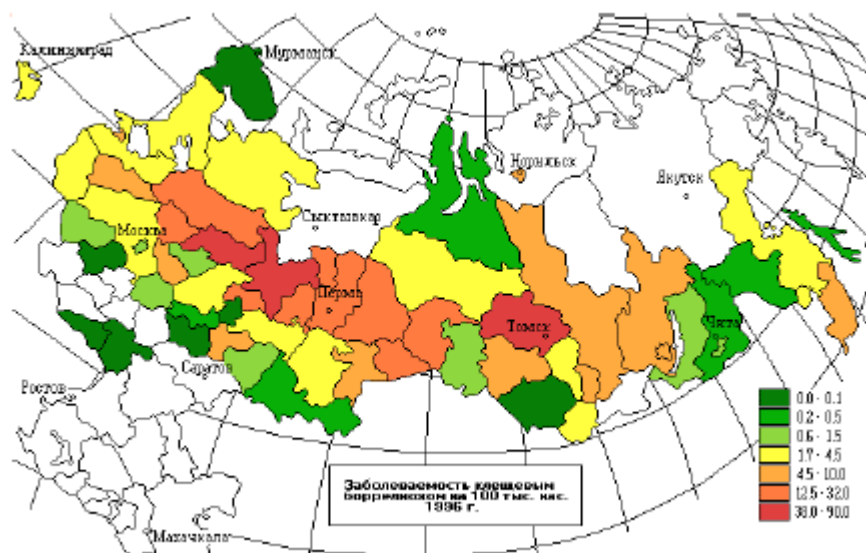 Калининград
Мурманск
Норильск
Якутск
Сыктывкар
Москва
Пермь
Томск
Чита
Саратов
Ростов
Махачкала
0.0 - 0.1
0.2 - 0.5
0.6 - 1.5
1.7 - 4.5
4.5 - 10.0
12.5 - 32.0
38.0 - 90.0
Заболеваемость клещевым
боррелиозом на 100 тыс. нас.
1996 г.